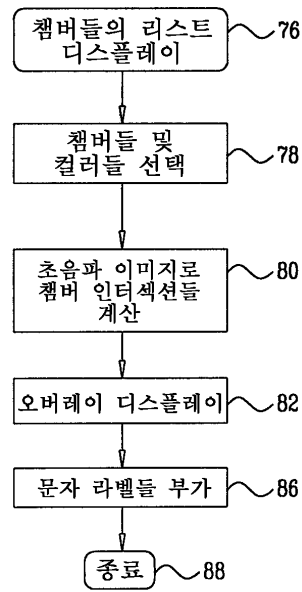 챔버들의 리스트
디스플레이
76
챔버들 및
컬러들 선택
78
초음파 이미지로
챔버 인터섹션들
계산
80
오버레이 디스플레이
82
문자 라벨들 부가
86
종료
88